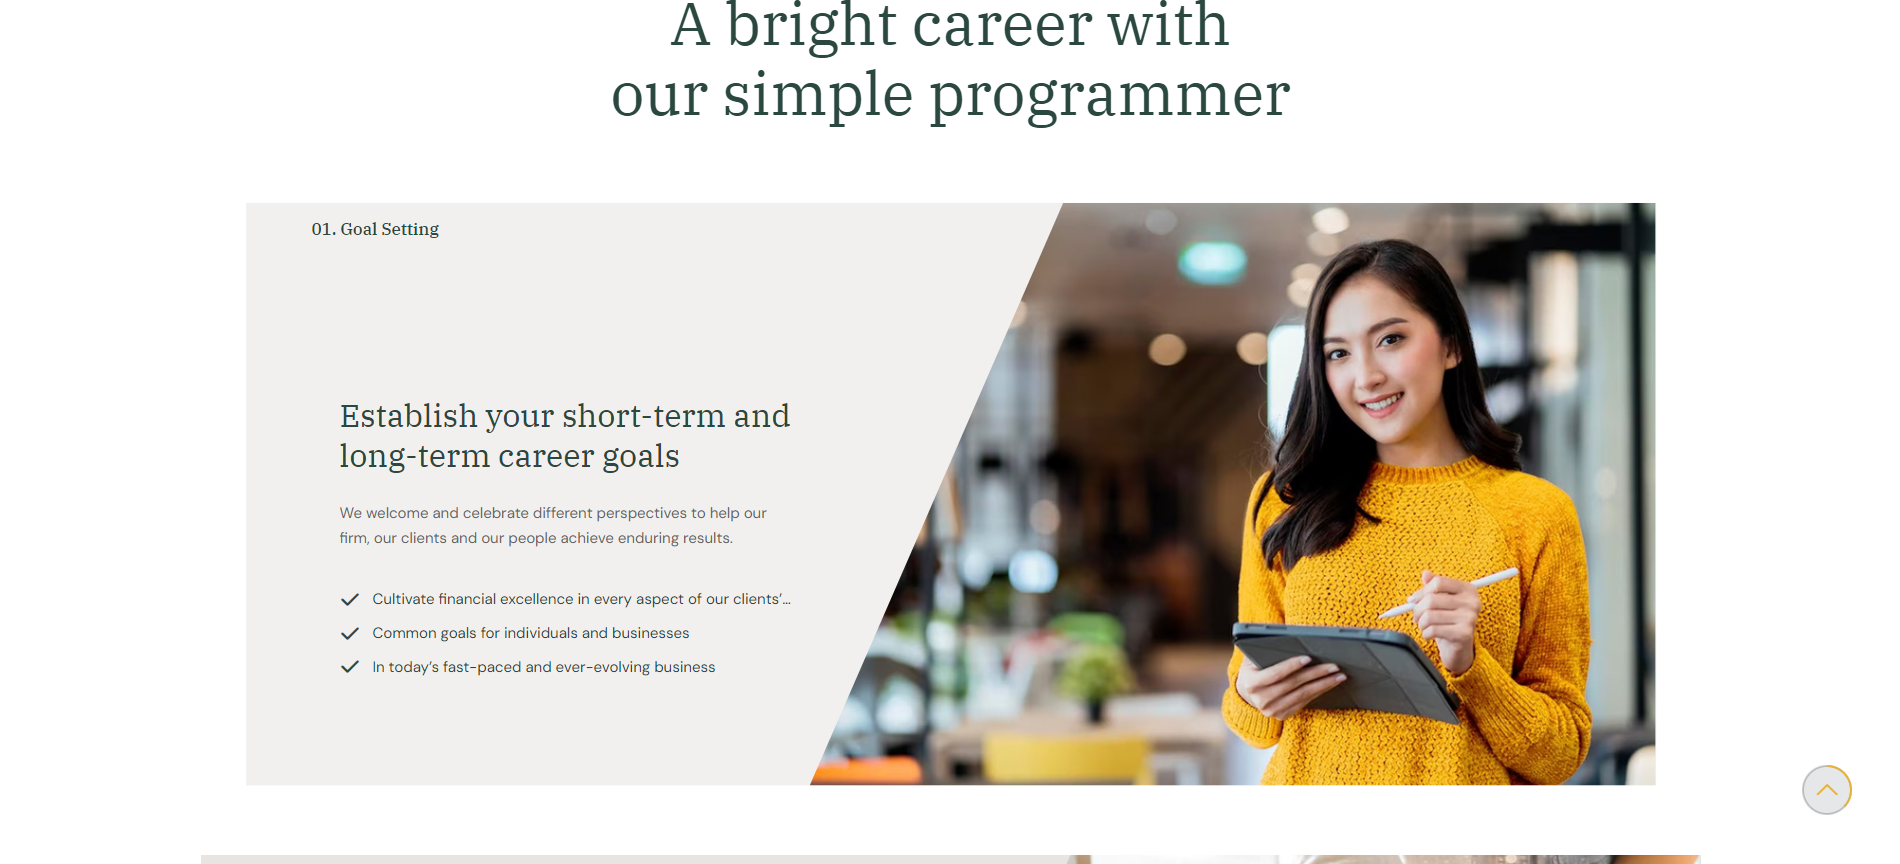 A bright career with
our simple programmer
01. Goal Setting
Establish your short-term and
long-term career goals
We welcome and celebrate different perspectives to help our
firm, our clients and our people achieve enduring results.
Cultivate financial excellence in every aspect of our clients’...
Common goals for individuals and businesses
In today’s fast-paced and ever-evolving business